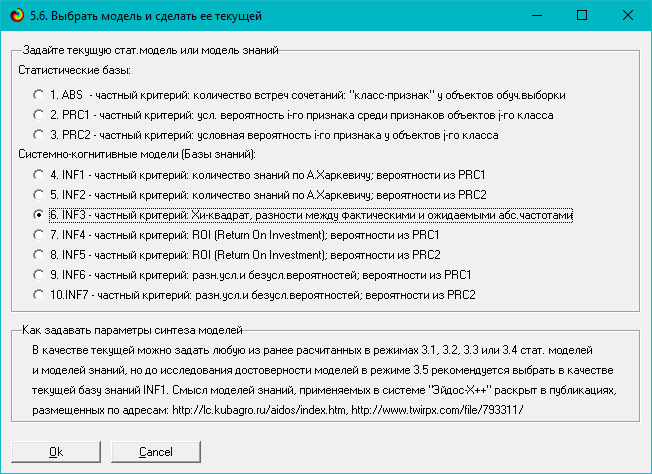 5.6. Выбрать модель и сделать ее текущей
Задайте текущую стат.модель или модель знаний
Статистические базы:
1. ABS - частный критерий: количество встреч сочетаний: "класс-признак" у объектов обуч.выборки
2. PRC1 - частный критерий: усл. вероятность i-го признака среди признаков объектов j-го класса
3. PRC2 - частный критерий: условная вероятность i-го признака у объектов j-го класса
Системно-когнитивные модели (Базы знаний):
4. INF1 - частный критерий: количество знаний по А.Харкевичу; вероятности из PRC1
5. INF2 - частный критерий: количество знаний по А.Харкевичу; вероятности из PRC2
6. INF3 - частный критерий: Хи-квадрат, разности между фактическими и ожидаемыми абс.частотами
7. INF4 - частный критерий: ROI (Return On Investment); вероятности из PRC1
8. INF5 - частный критерий: ROI (Return On Investment); вероятности из PRC2
9. INF6 - частный критерий: разн.усл.и безусл.вероятностей; вероятности из PRC1
10.INF7 - частный критерий: разн.усл.и безусл.вероятностей; вероятности из PRC2
Как задавать параметры синтеза моделей
В качестве текущей можно задать любую из ранее расчитанных в режимах 3.1, 3.2, 3.3 или 3.4 стат. моделей
и моделей знаний, но до исследования достоверности моделей в режиме 3.5 рекомендуется выбрать в качестве
текущей базу знаний INF1. Смысл моделей знаний, применяемых в системе "Эйдос-X++" раскрыт в публикациях,
размещенных по адресам: http://lc.kubagro.ru/aidos/index.htm, http://www.twirpx.com/file/793311/
Ok Cancel